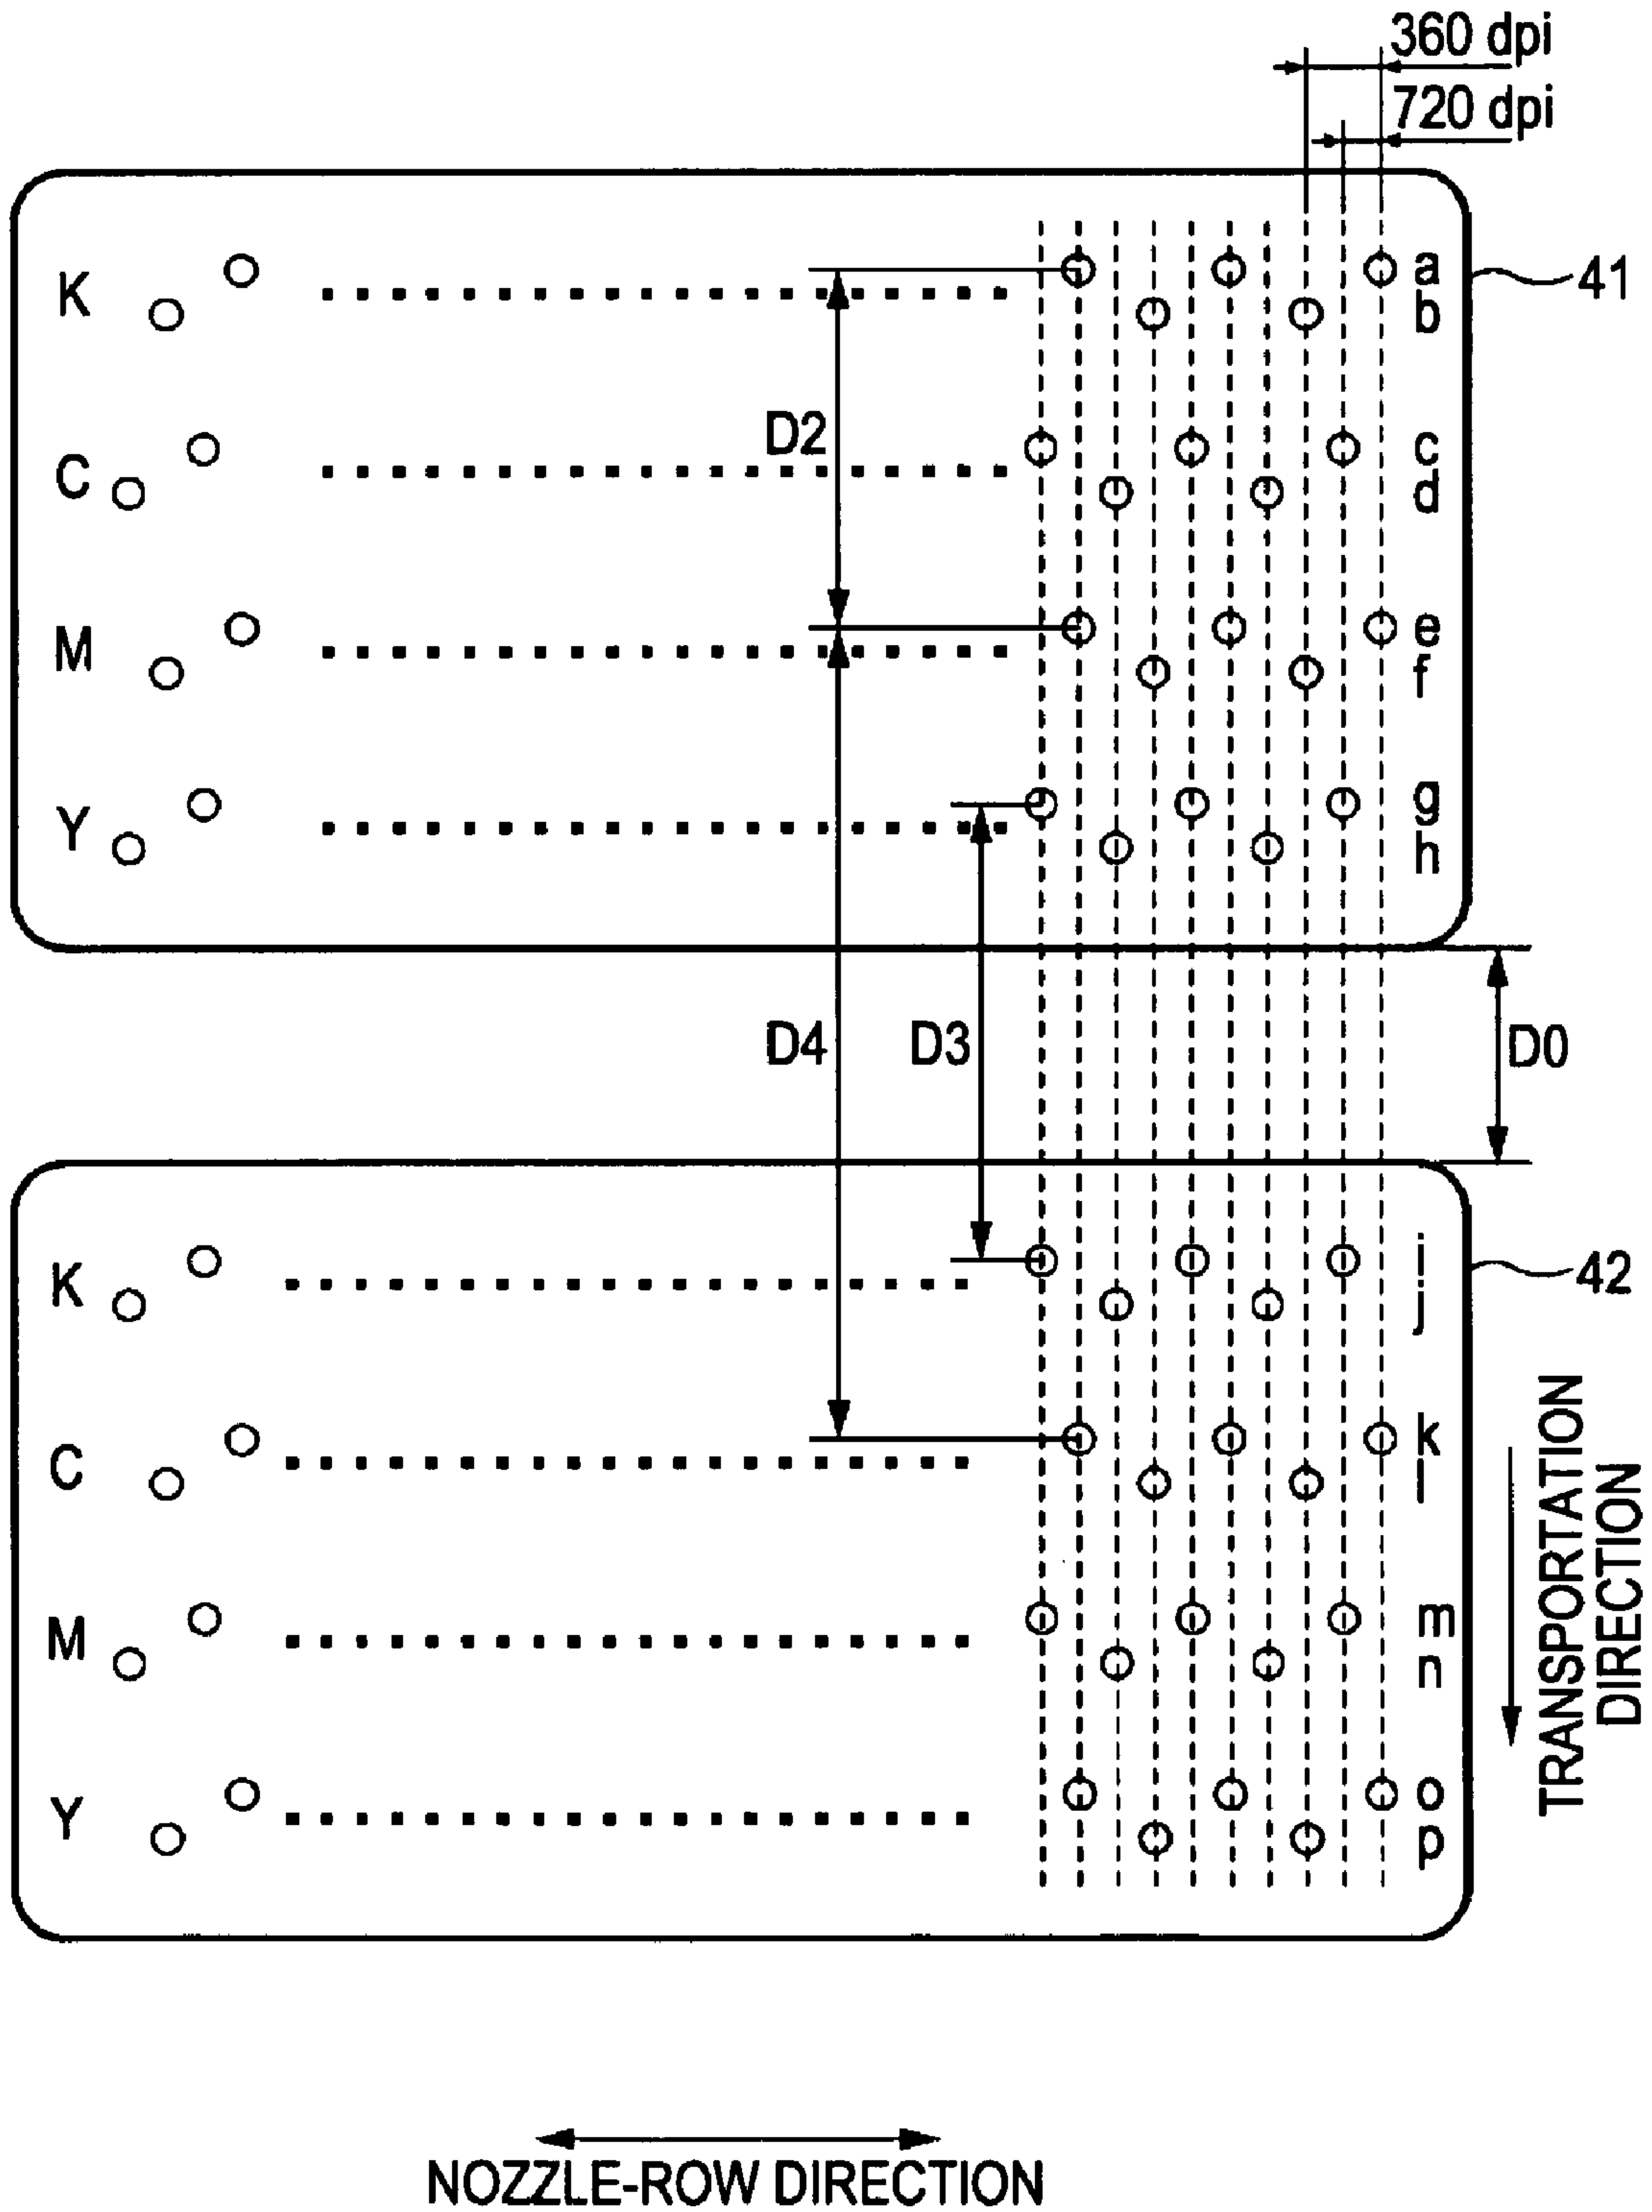 360 dpi
720 dpi
K
a
b
41
D2
C
c
d
M
e
f
Y
g
h
D4
D3
D0
K
i
j
42
C
k
l
M
m
n
Y
o
p
TRANSPORTATION
DIRECTION
NOZZLE-ROW DIRECTION